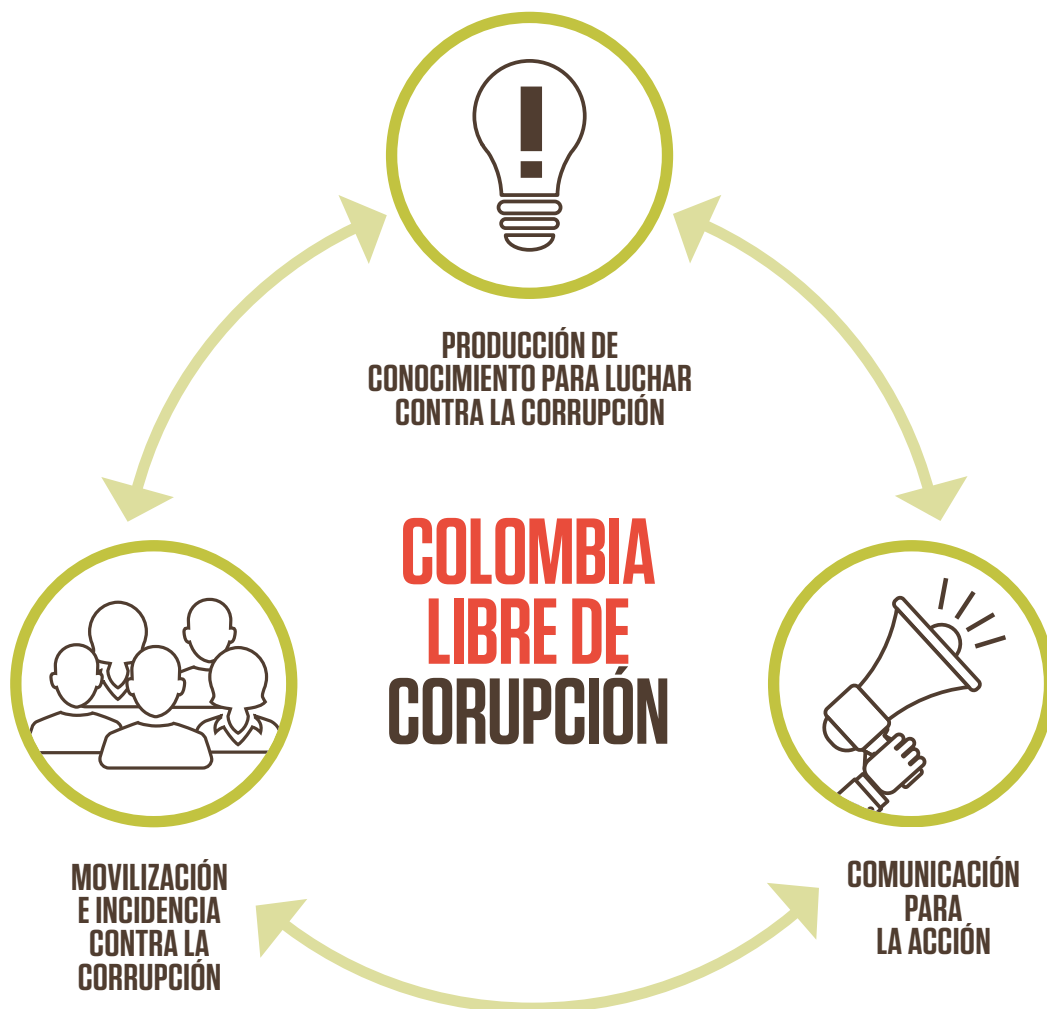 PRODUCCIÓN DE
CONOCIMIENTO PARA LUCHAR
CONTRA LA CORRUPCIÓN
COLOMBIA
LIBRE DE
CORUPCIÓN
MOVILIZACIÓN
E INCIDENCIA
CONTRA LA
CORRUPCIÓN
COMUNICACIÓN
PARA
LA ACCIÓN